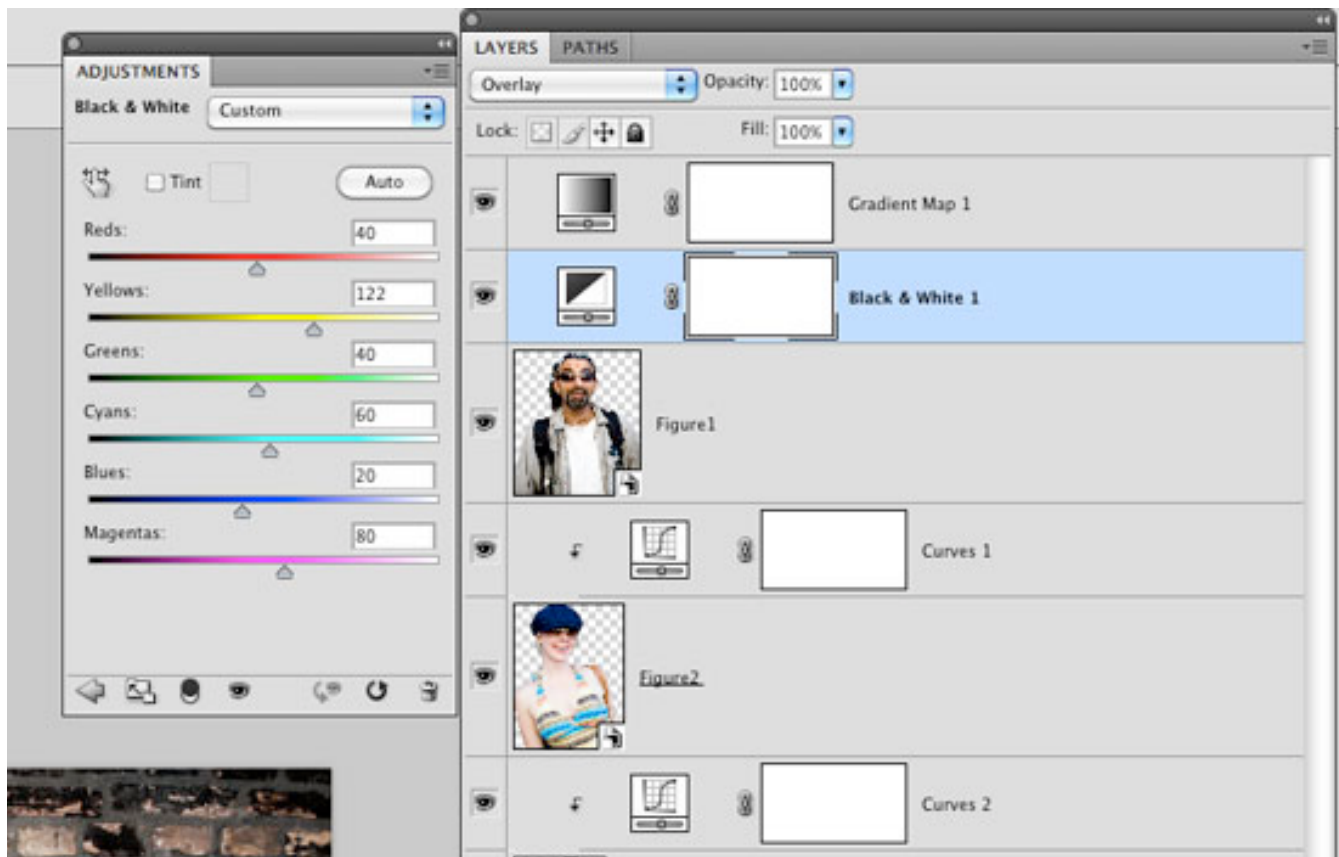 ADJUSTMENTS
Black & White Custom
Tint Auto
Reds: 40
Yellows: 122
Greens: 40
Cyans: 60
Blues: 20
Magentas: 80
LAYERS PATHS
Overlay Opacity: 100%
Lock: Fill: 100%
Gradient Map 1
Black & White 1
Figure1
Curves 1
Figure2
Curves 2